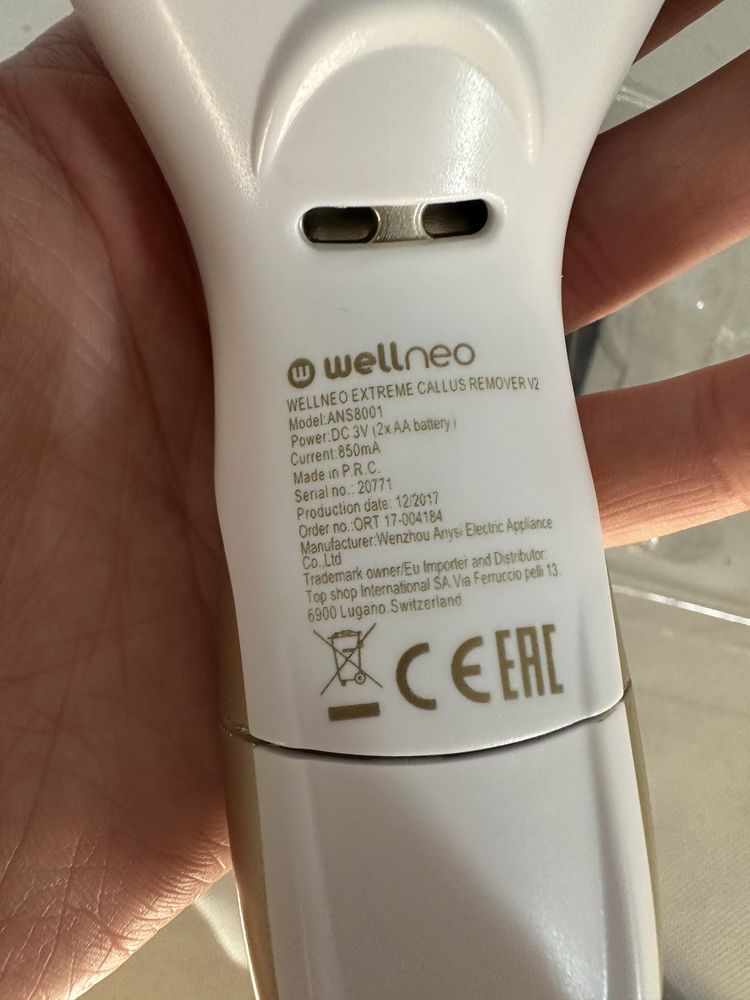 wellneo
WELLNEO EXTREME CALLUS REMOVER V2
Model:ANS8001
Power:DC 3V (2x AA battery)
Current:850mA
Made in P.R.C.
Serial no.: 20771
Production date: 12/2017
Order no.:ORT 17-004184
Manufacturer:Wenzhou Anysi Electric Appliance
Co.,Ltd
Trademark owner/Eu Importer and Distributor:
Top shop International SA,Via Ferruccio pelli 13,
6900 Lugano,Switzerland
CE EAC